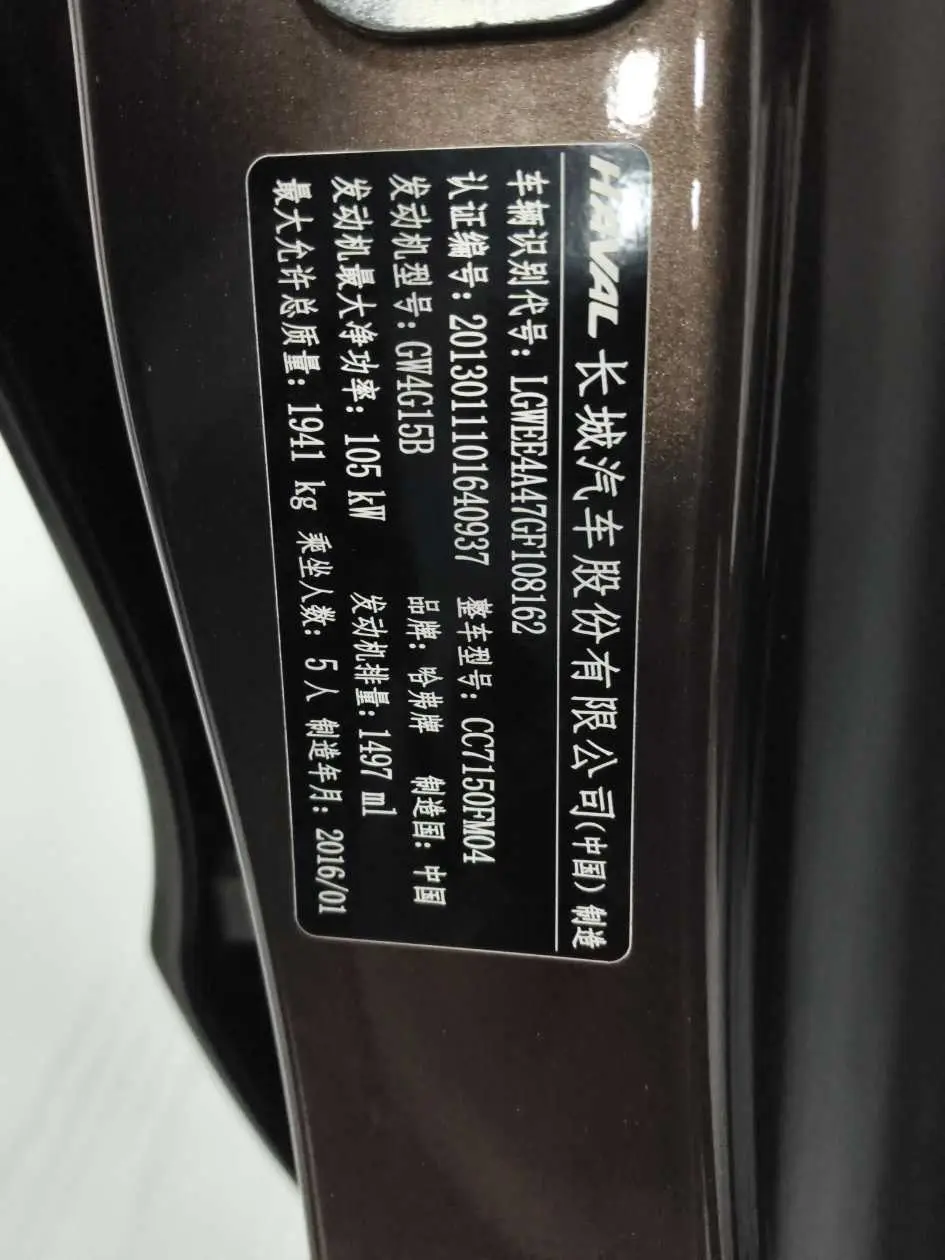 HAVAL 长城汽车股份有限公司(中国)制造
车辆识别代号: LGWEE4A47GF108162
认证编号: 2013011101640937 整车型号: CC7150FM04
发动机型号: GW4G15B 品牌: 哈弗牌 制造国: 中国
发动机最大净功率: 105 kW 发动机排量: 1497 ml
最大允许总质量: 1941 kg 乘坐人数: 5人 制造年月: 2016/01